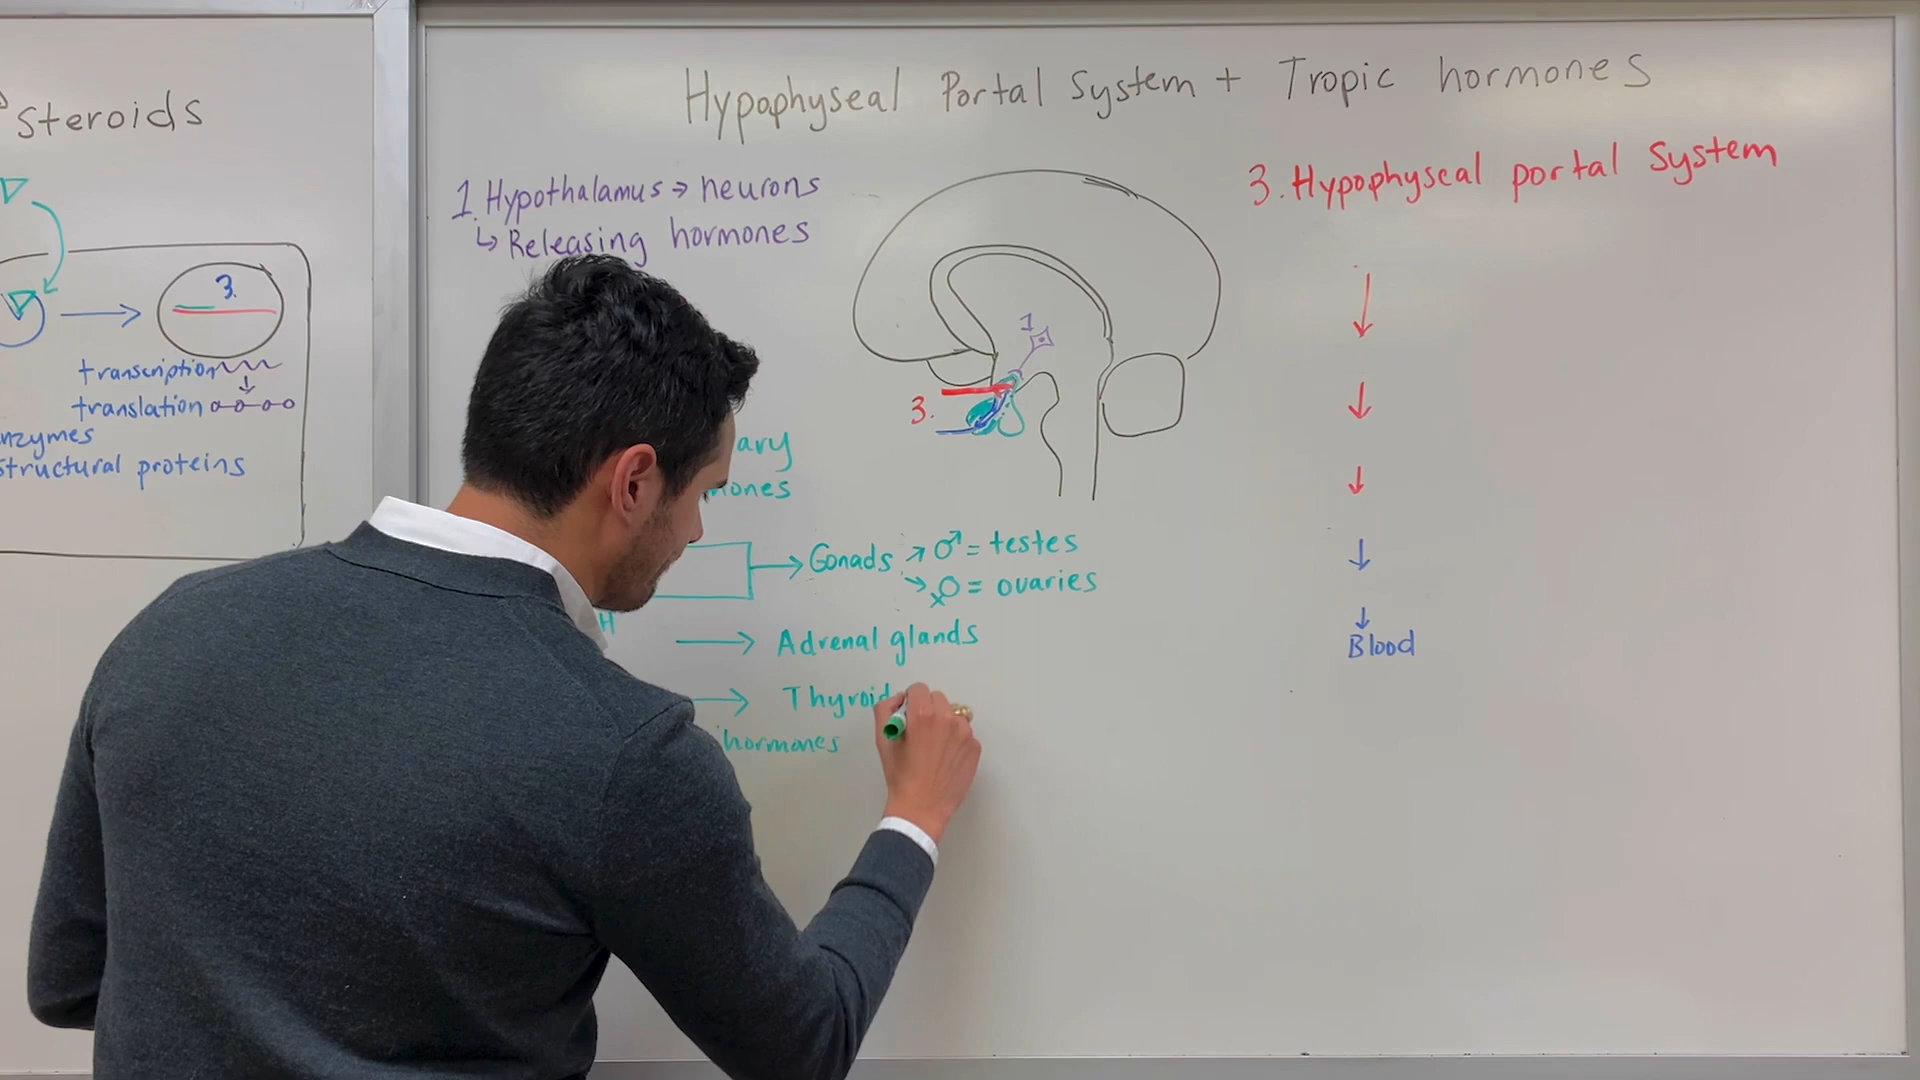 Steroids
3.
transcription
translation
nzymes
structural proteins
Hypophyseal Portal System + Tropic hormones
1. Hypothalamus → neurons
↳ Releasing hormones
1
3.
ary
mones
→ Gonads ↗ ♂ = testes
↘ ♀ = ovaries
H → Adrenal glands
→ Thyroid
hormones
3. Hypophyseal portal System
↓
↓
↓
↓
↓
Blood